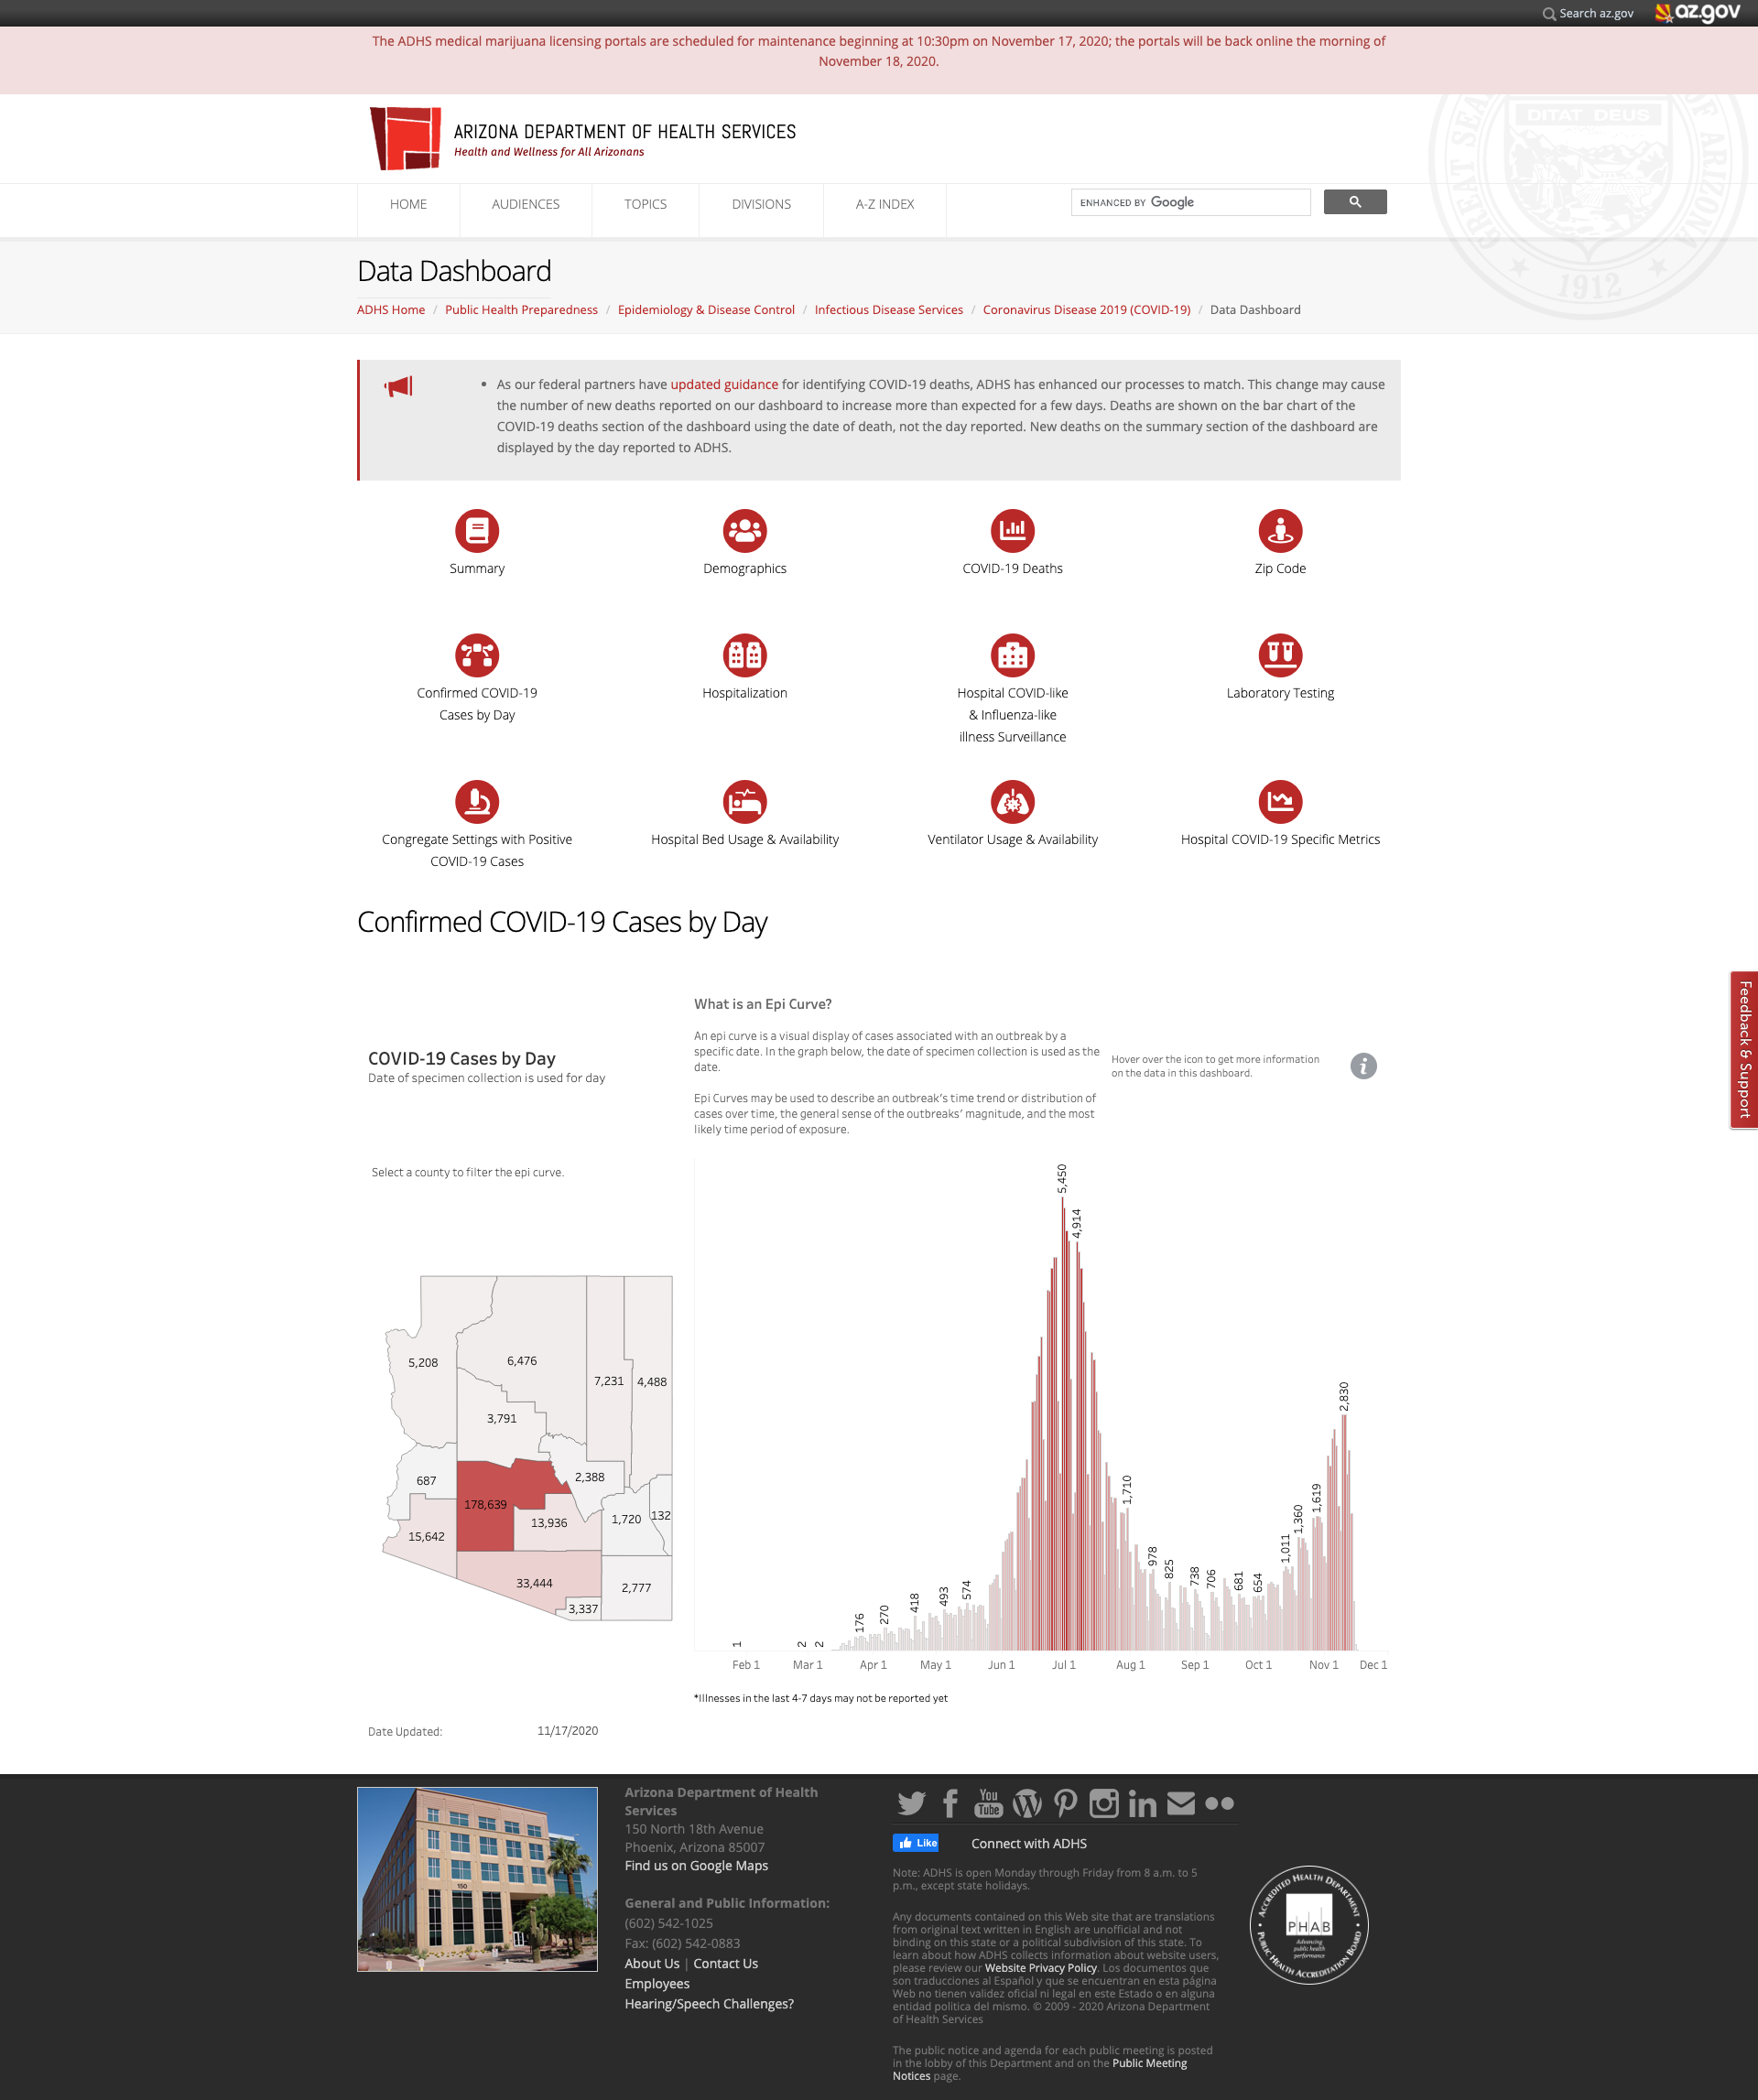 Search az.gov
az.gov
The ADHS medical marijuana licensing portals are scheduled for maintenance beginning at 10:30pm on November 17, 2020; the portals will be back online the morning of
November 18, 2020.
ARIZONA DEPARTMENT OF HEALTH SERVICES
Health and Wellness for All Arizonans
GREAT SEAL OF ARIZONA
DITAT DEUS
1912
HOME
AUDIENCES
TOPICS
DIVISIONS
A-Z INDEX
ENHANCED BY Google
Data Dashboard
ADHS Home / Public Health Preparedness / Epidemiology & Disease Control / Infectious Disease Services / Coronavirus Disease 2019 (COVID-19) / Data Dashboard
• As our federal partners have updated guidance for identifying COVID-19 deaths, ADHS has enhanced our processes to match. This change may cause
the number of new deaths reported on our dashboard to increase more than expected for a few days. Deaths are shown on the bar chart of the
COVID-19 deaths section of the dashboard using the date of death, not the day reported. New deaths on the summary section of the dashboard are
displayed by the day reported to ADHS.
Summary
Demographics
COVID-19 Deaths
Zip Code
Confirmed COVID-19
Cases by Day
Hospitalization
Hospital COVID-like
& Influenza-like
illness Surveillance
Laboratory Testing
Congregate Settings with Positive
COVID-19 Cases
Hospital Bed Usage & Availability
Ventilator Usage & Availability
Hospital COVID-19 Specific Metrics
Confirmed COVID-19 Cases by Day
Feedback & Support
COVID-19 Cases by Day
Date of specimen collection is used for day
What is an Epi Curve?
An epi curve is a visual display of cases associated with an outbreak by a
specific date. In the graph below, the date of specimen collection is used as the
date.
Epi Curves may be used to describe an outbreak's time trend or distribution of
cases over time, the general sense of the outbreaks' magnitude, and the most
likely time period of exposure.
Hover over the icon to get more information
on the data in this dashboard.
i
Select a county to filter the epi curve.
5,208
6,476
7,231
4,488
3,791
687
2,388
178,639
13,936
1,720
132
15,642
33,444
2,777
3,337
1
2
2
176
270
418
493
574
5,450
4,914
1,710
978
825
738
706
681
654
1,011
1,360
1,619
2,830
Feb 1
Mar 1
Apr 1
May 1
Jun 1
Jul 1
Aug 1
Sep 1
Oct 1
Nov 1
Dec 1
*Illnesses in the last 4-7 days may not be reported yet
Date Updated:
11/17/2020
150
Arizona Department of Health
Services
150 North 18th Avenue
Phoenix, Arizona 85007
Find us on Google Maps
General and Public Information:
(602) 542-1025
Fax: (602) 542-0883
About Us | Contact Us
Employees
Hearing/Speech Challenges?
You Tube
Like
Connect with ADHS
Note: ADHS is open Monday through Friday from 8 a.m. to 5
p.m., except state holidays.
Any documents contained on this Web site that are translations
from original text written in English are unofficial and not
binding on this state or a political subdivision of this state. To
learn about how ADHS collects information about website users,
please review our Website Privacy Policy. Los documentos que
son traducciones al Español y que se encuentran en esta página
Web no tienen validez oficial ni legal en este Estado o en alguna
entidad politica del mismo. © 2009 - 2020 Arizona Department
of Health Services
The public notice and agenda for each public meeting is posted
in the lobby of this Department and on the Public Meeting
Notices page.
ACCREDITED HEALTH DEPARTMENT
PHAB
Advancing
public health
performance
PUBLIC HEALTH ACCREDITATION BOARD